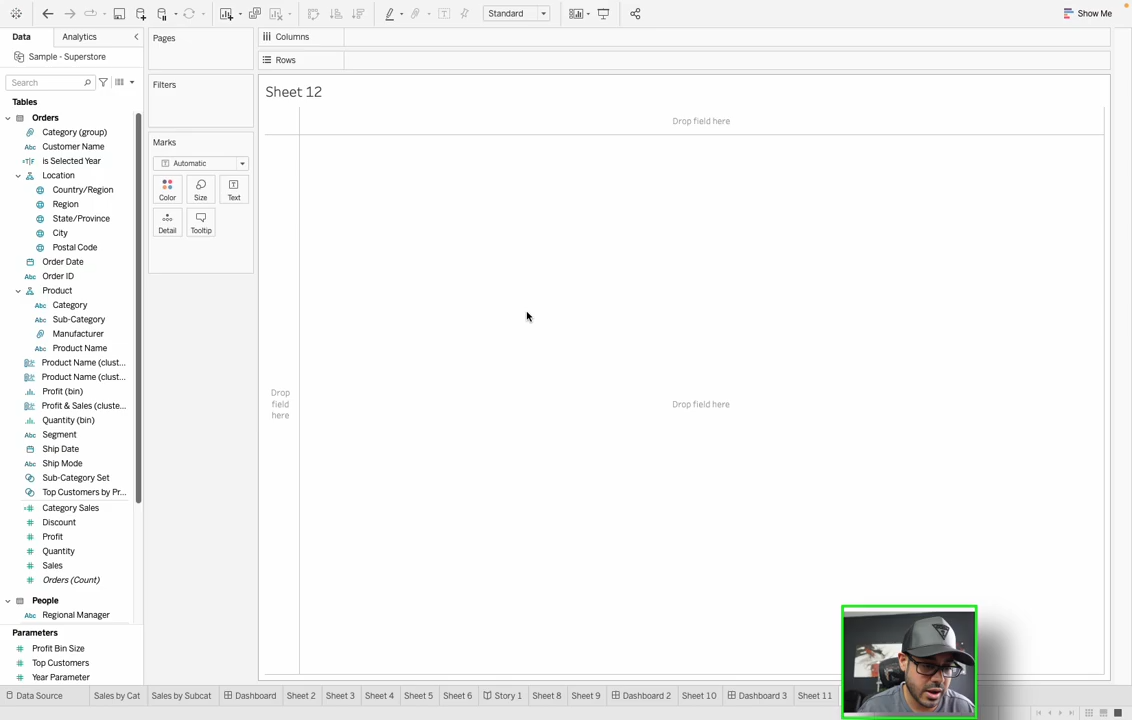 Standard
Show Me
Data
Analytics
Sample - Superstore
Search
Tables
Orders
Category (group)
Customer Name
is Selected Year
Location
Country/Region
Region
State/Province
City
Postal Code
Order Date
Order ID
Product
Category
Sub-Category
Manufacturer
Product Name
Product Name (clust...
Product Name (clust...
Profit (bin)
Profit & Sales (cluste...
Quantity (bin)
Segment
Ship Date
Ship Mode
Sub-Category Set
Top Customers by Pr...
Category Sales
Discount
Profit
Quantity
Sales
Orders (Count)
People
Regional Manager
Parameters
Profit Bin Size
Top Customers
Year Parameter
Pages
Filters
Marks
Automatic
Color
Size
Text
Detail
Tooltip
Columns
Rows
Sheet 12
Drop field here
Drop
field
here
Drop field here
Data Source
Sales by Cat
Sales by Subcat
Dashboard
Sheet 2
Sheet 3
Sheet 4
Sheet 5
Sheet 6
Story 1
Sheet 8
Sheet 9
Dashboard 2
Sheet 10
Dashboard 3
Sheet 11